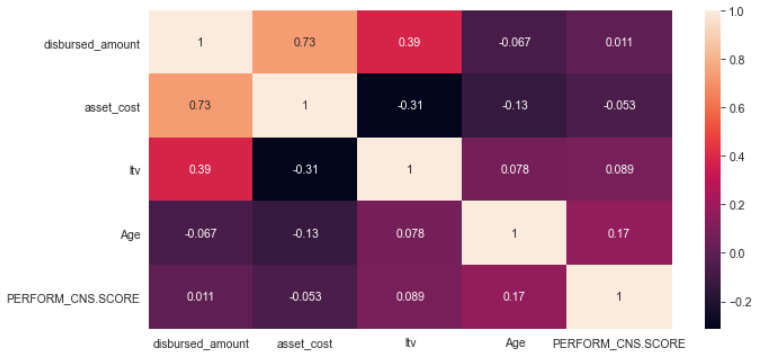 disbursed_amount 1 0.73 0.39 -0.067 0.011
asset_cost 0.73 1 -0.31 -0.13 -0.053
ltv 0.39 -0.31 1 0.078 0.089
Age -0.067 -0.13 0.078 1 0.17
PERFORM_CNS.SCORE 0.011 -0.053 0.089 0.17 1
disbursed_amount asset_cost ltv Age PERFORM_CNS.SCORE
1.0
0.8
0.6
0.4
0.2
0.0
−0.2